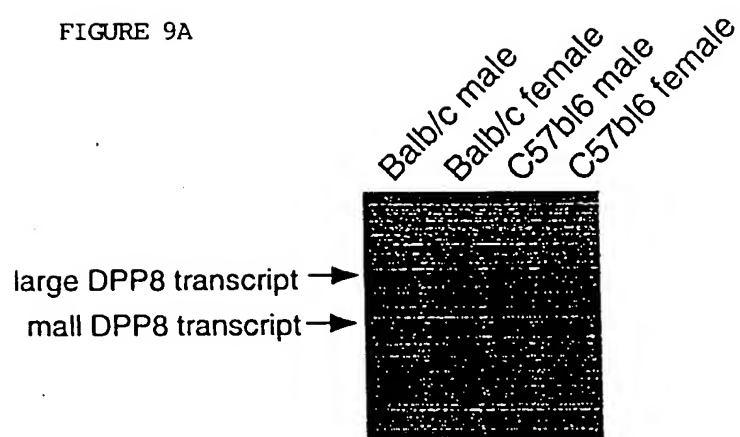 FIGURE 9A
Balb/c male
Balb/c female
C57bl6 male
C57bl6 female
large DPP8 transcript
mall DPP8 transcript